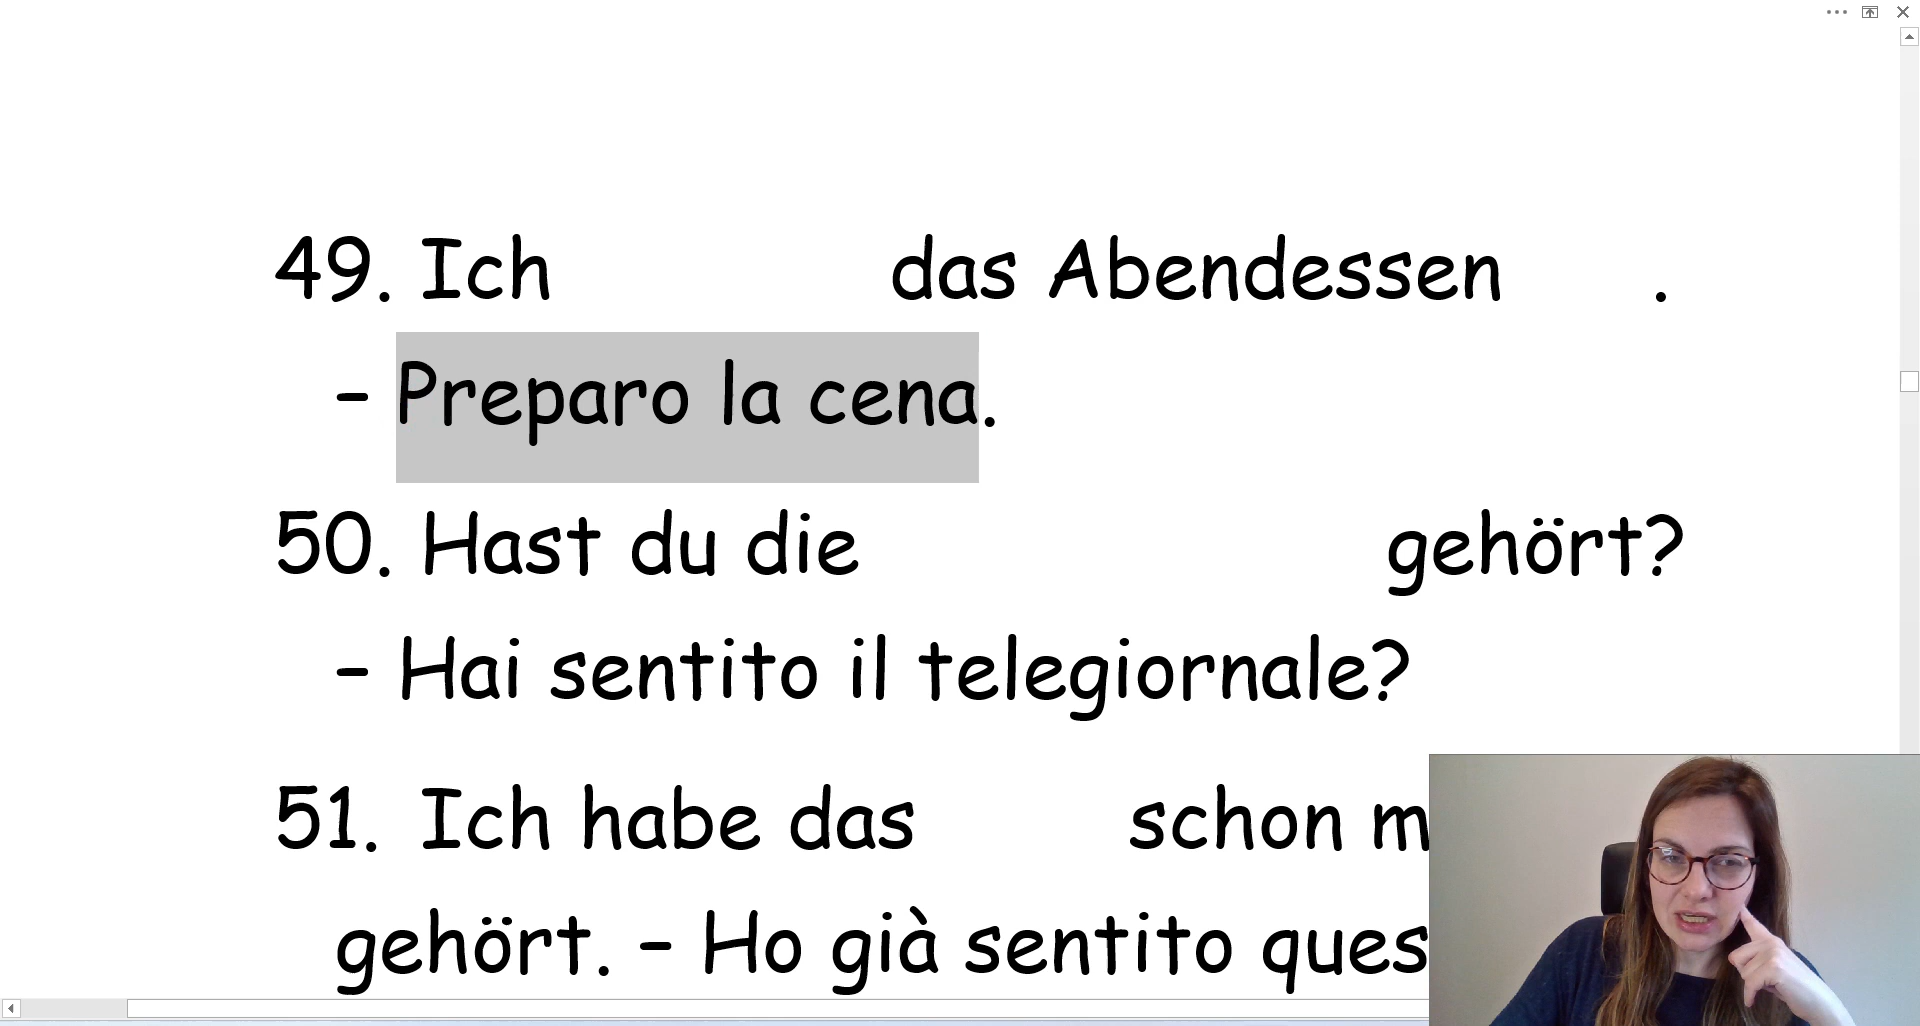 49. Ich das Abendessen .
– Preparo la cena.
50. Hast du die gehört?
– Hai sentito il telegiornale?
51. Ich habe das schon
gehört. – Ho già sentito